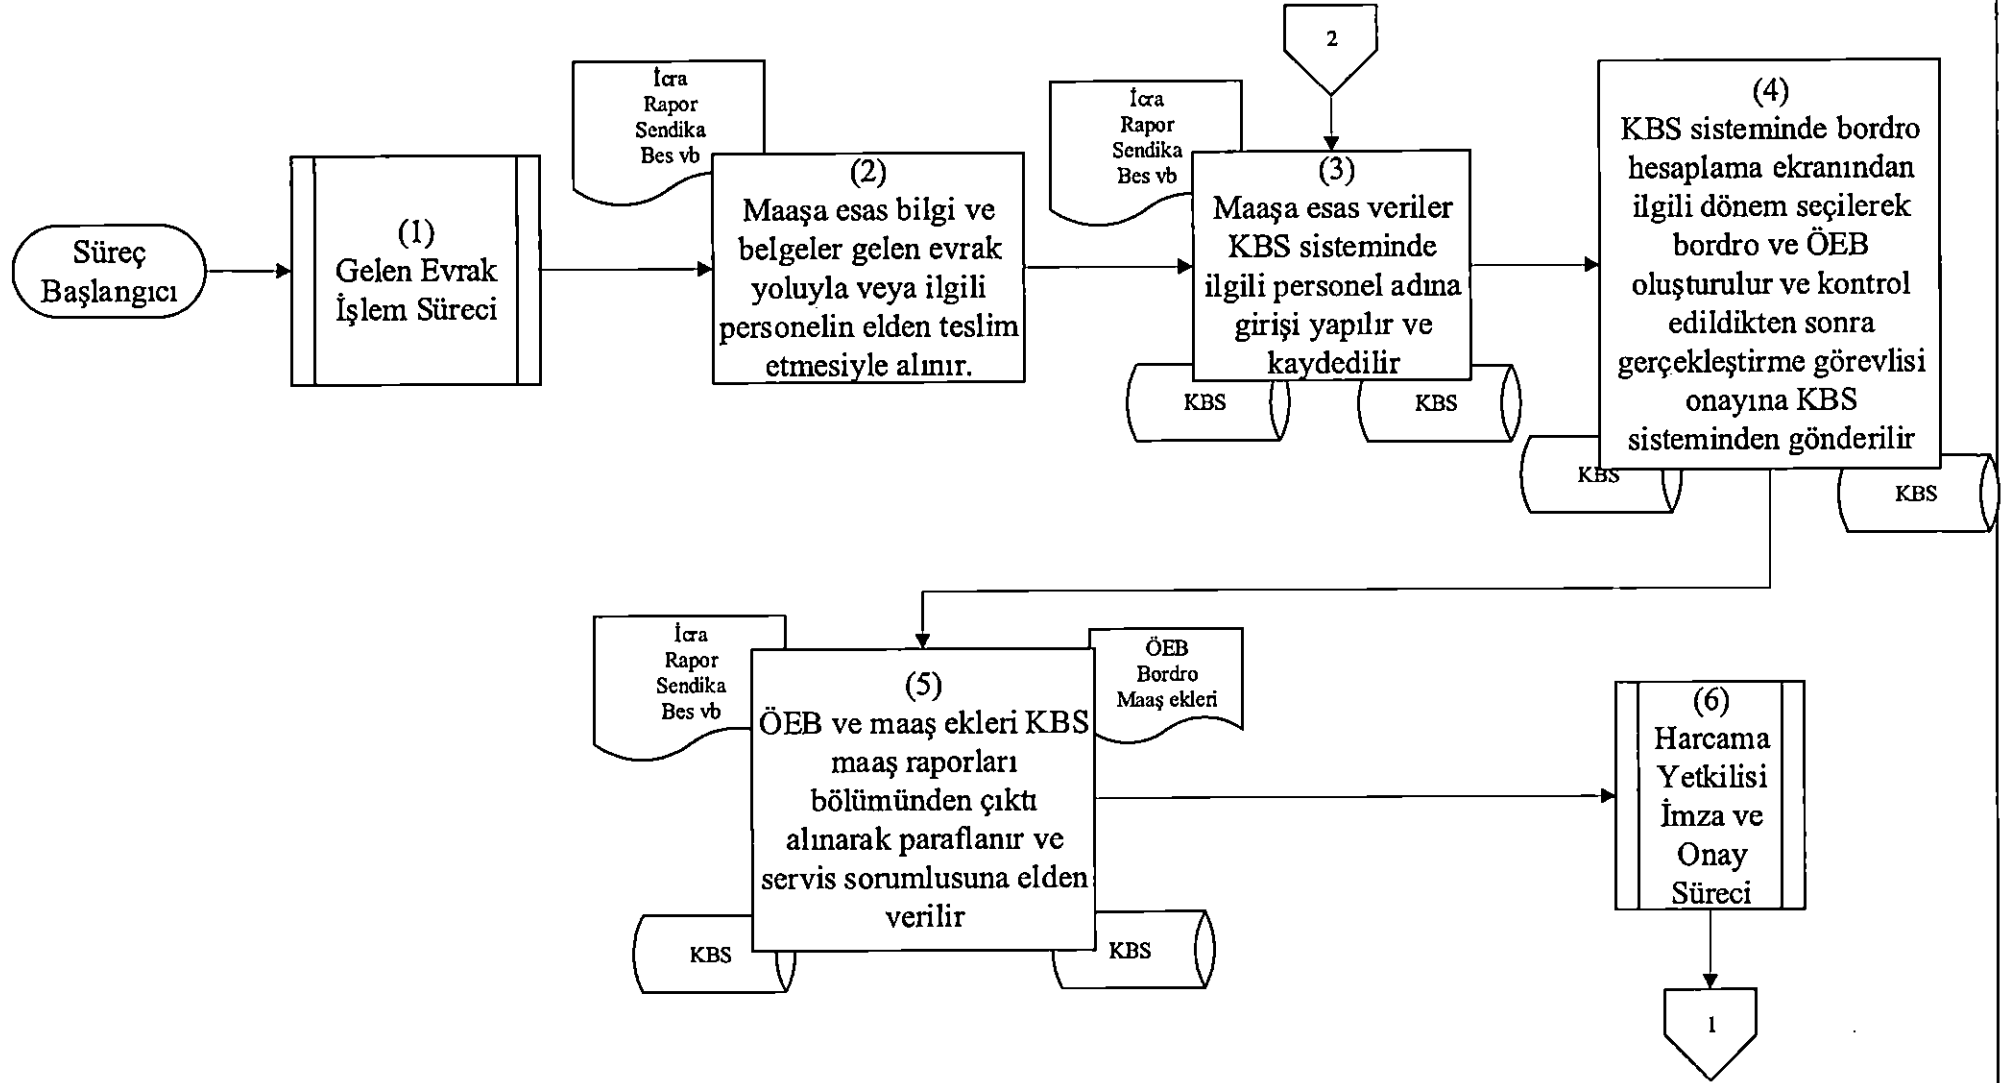 Süreç
Başlangıcı
(1)
Gelen Evrak
İşlem Süreci
İcra
Rapor
Sendika
Bes vb
(2)
Maaşa esas bilgi ve
belgeler gelen evrak
yoluyla veya ilgili
personelin elden teslim
etmesiyle alınır.
İcra
Rapor
Sendika
Bes vb
2
(3)
Maaşa esas veriler
KBS sisteminde
ilgili personel adına
girişi yapılır ve
kaydedilir
KBS
KBS
(4)
KBS sisteminde bordro
hesaplama ekranından
ilgili dönem seçilerek
bordro ve ÖEB
oluşturulur ve kontrol
edildikten sonra
gerçekleştirme görevlisi
onayına KBS
sisteminden gönderilir
KBS
KBS
İcra
Rapor
Sendika
Bes vb
ÖEB
Bordro
Maaş ekleri
(5)
ÖEB ve maaş ekleri KBS
maaş raporları
bölümünden çıktı
alınarak paraflanır ve
servis sorumlusuna elden
verilir
KBS
KBS
(6)
Harcama
Yetkilisi
İmza ve
Onay
Süreci
1